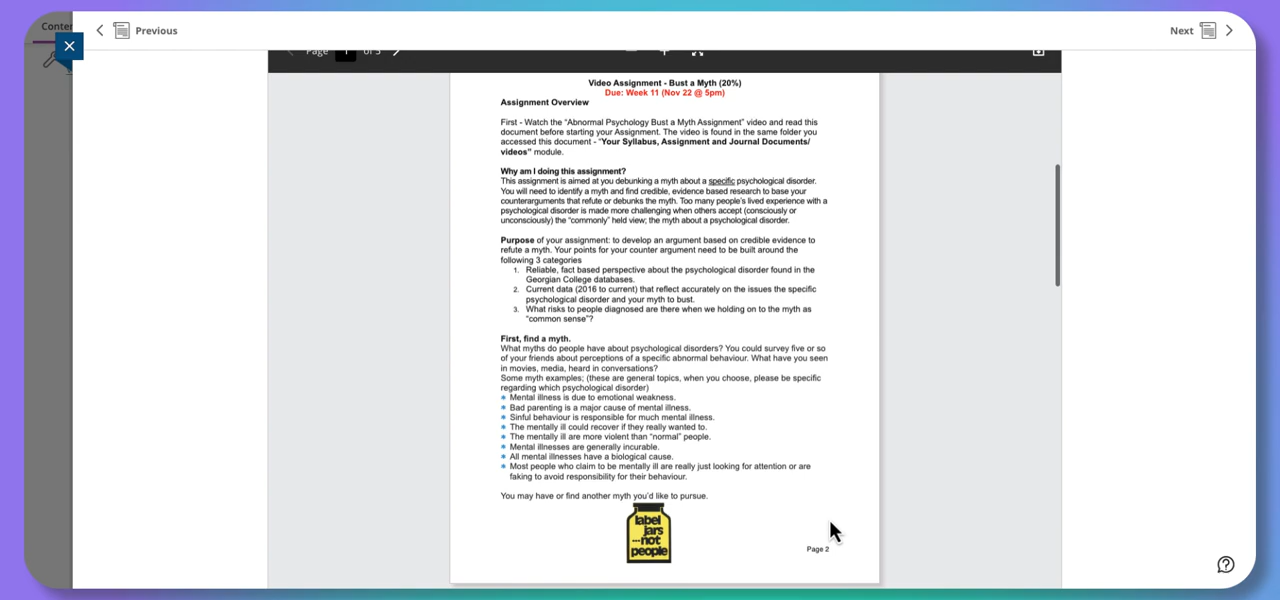 Conten
Previous
Next
Page 1 of 5
Video Assignment - Bust a Myth (20%)
Due: Week 11 (Nov 22 @ 5pm)
Assignment Overview
First - Watch the “Abnormal Psychology Bust a Myth Assignment” video and read this
document before starting your Assignment. The video is found in the same folder you
accessed this document - “Your Syllabus, Assignment and Journal Documents/
videos” module.
Why am I doing this assignment?
This assignment is aimed at you debunking a myth about a specific psychological disorder.
You will need to identify a myth and find credible, evidence based research to base your
counterarguments that refute or debunks the myth. Too many people's lived experience with a
psychological disorder is made more challenging when others accept (consciously or
unconsciously) the “commonly” held view; the myth about a psychological disorder.
Purpose of your assignment: to develop an argument based on credible evidence to
refute a myth. Your points for your counter argument need to be built around the
following 3 categories
1. Reliable, fact based perspective about the psychological disorder found in the
Georgian College databases.
2. Current data (2016 to current) that reflect accurately on the issues the specific
psychological disorder and your myth to bust.
3. What risks to people diagnosed are there when we holding on to the myth as
“common sense”?
First, find a myth.
What myths do people have about psychological disorders? You could survey five or so
of your friends about perceptions of a specific abnormal behaviour. What have you seen
in movies, media, heard in conversations?
Some myth examples; (these are general topics, when you choose, please be specific
regarding which psychological disorder)
* Mental illness is due to emotional weakness.
* Bad parenting is a major cause of mental illness.
* Sinful behaviour is responsible for much mental illness.
* The mentally ill could recover if they really wanted to.
* The mentally ill are more violent than “normal” people.
* Mental illnesses are generally incurable.
* All mental illnesses have a biological cause.
* Most people who claim to be mentally ill are really just looking for attention or are
faking to avoid responsibility for their behaviour.
You may have or find another myth you'd like to pursue.
label
jars
...not
people
Page 2